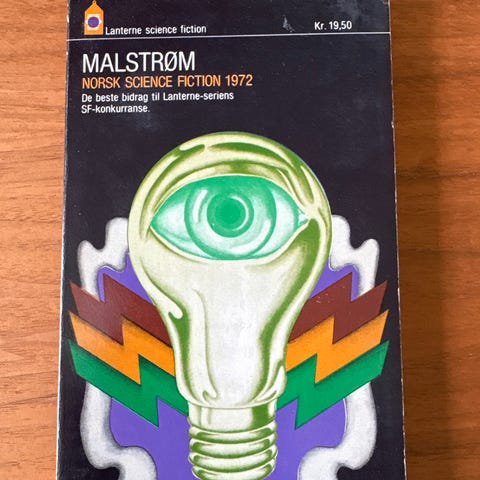 Lanterne science fiction
Kr. 19,50
MALSTRØM
NORSK SCIENCE FICTION 1972
De beste bidrag til Lanterne-seriens
SF-konkurranse.